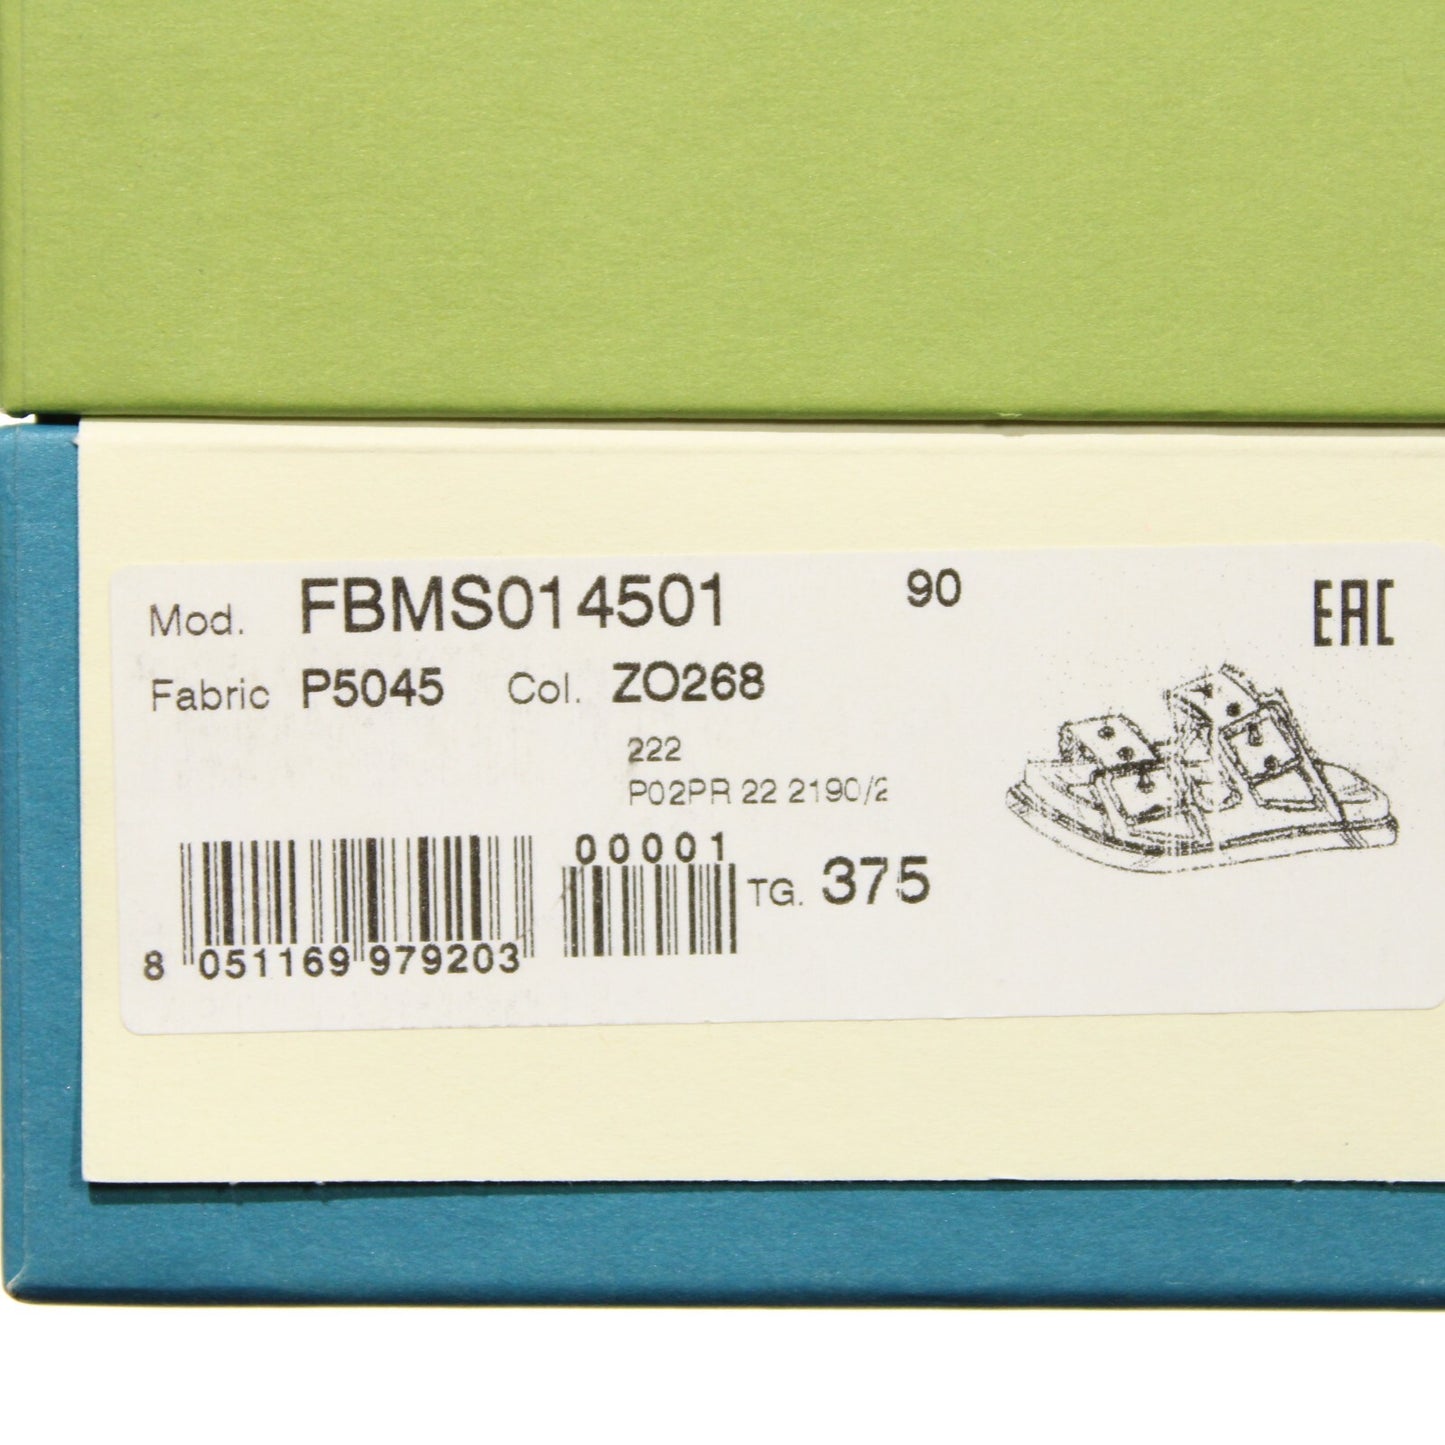 Mod. FBMS014501 90 EAC
Fabric P5045 Col. ZO268
222
P02PR 22 2190/2
00001
TG. 375
8 051169 979203